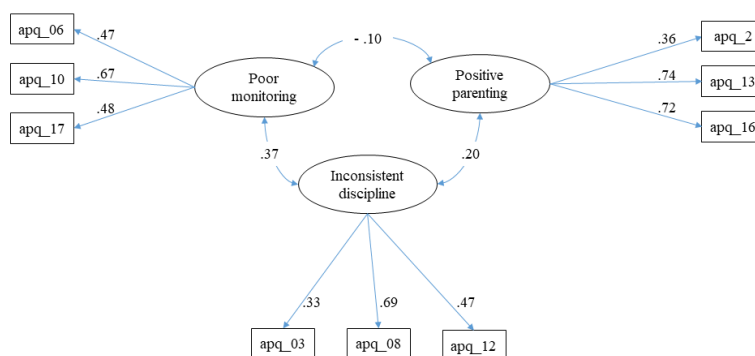 apq_06
.47
- .10
.36
apq_2
apq_10
.67
Poor
monitoring
Positive
parenting
.74
apq_13
apq_17
.48
.72
apq_16
.37
.20
Inconsistent
discipline
.33
.69
.47
apq_03
apq_08
apq_12